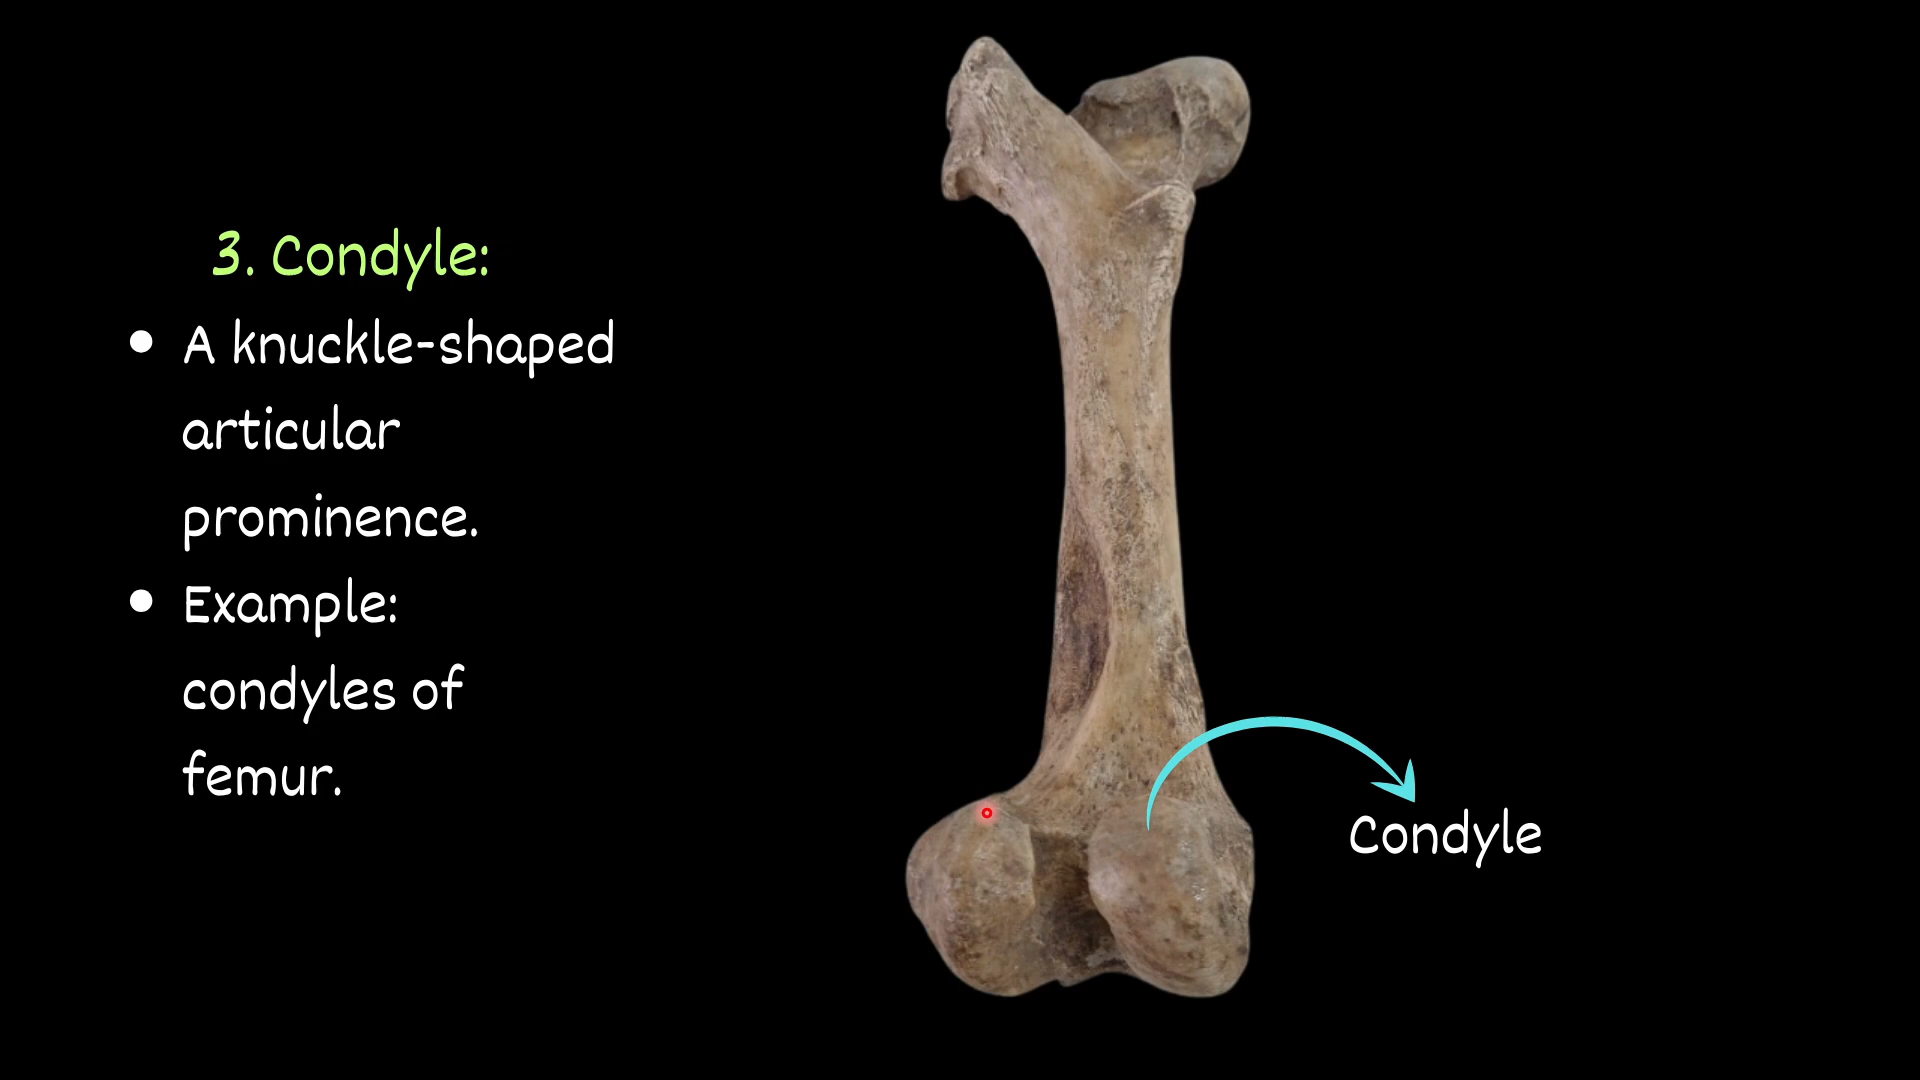 3. Condyle:
• A knuckle-shaped
articular
prominence.
• Example:
condyles of
femur.
Condyle